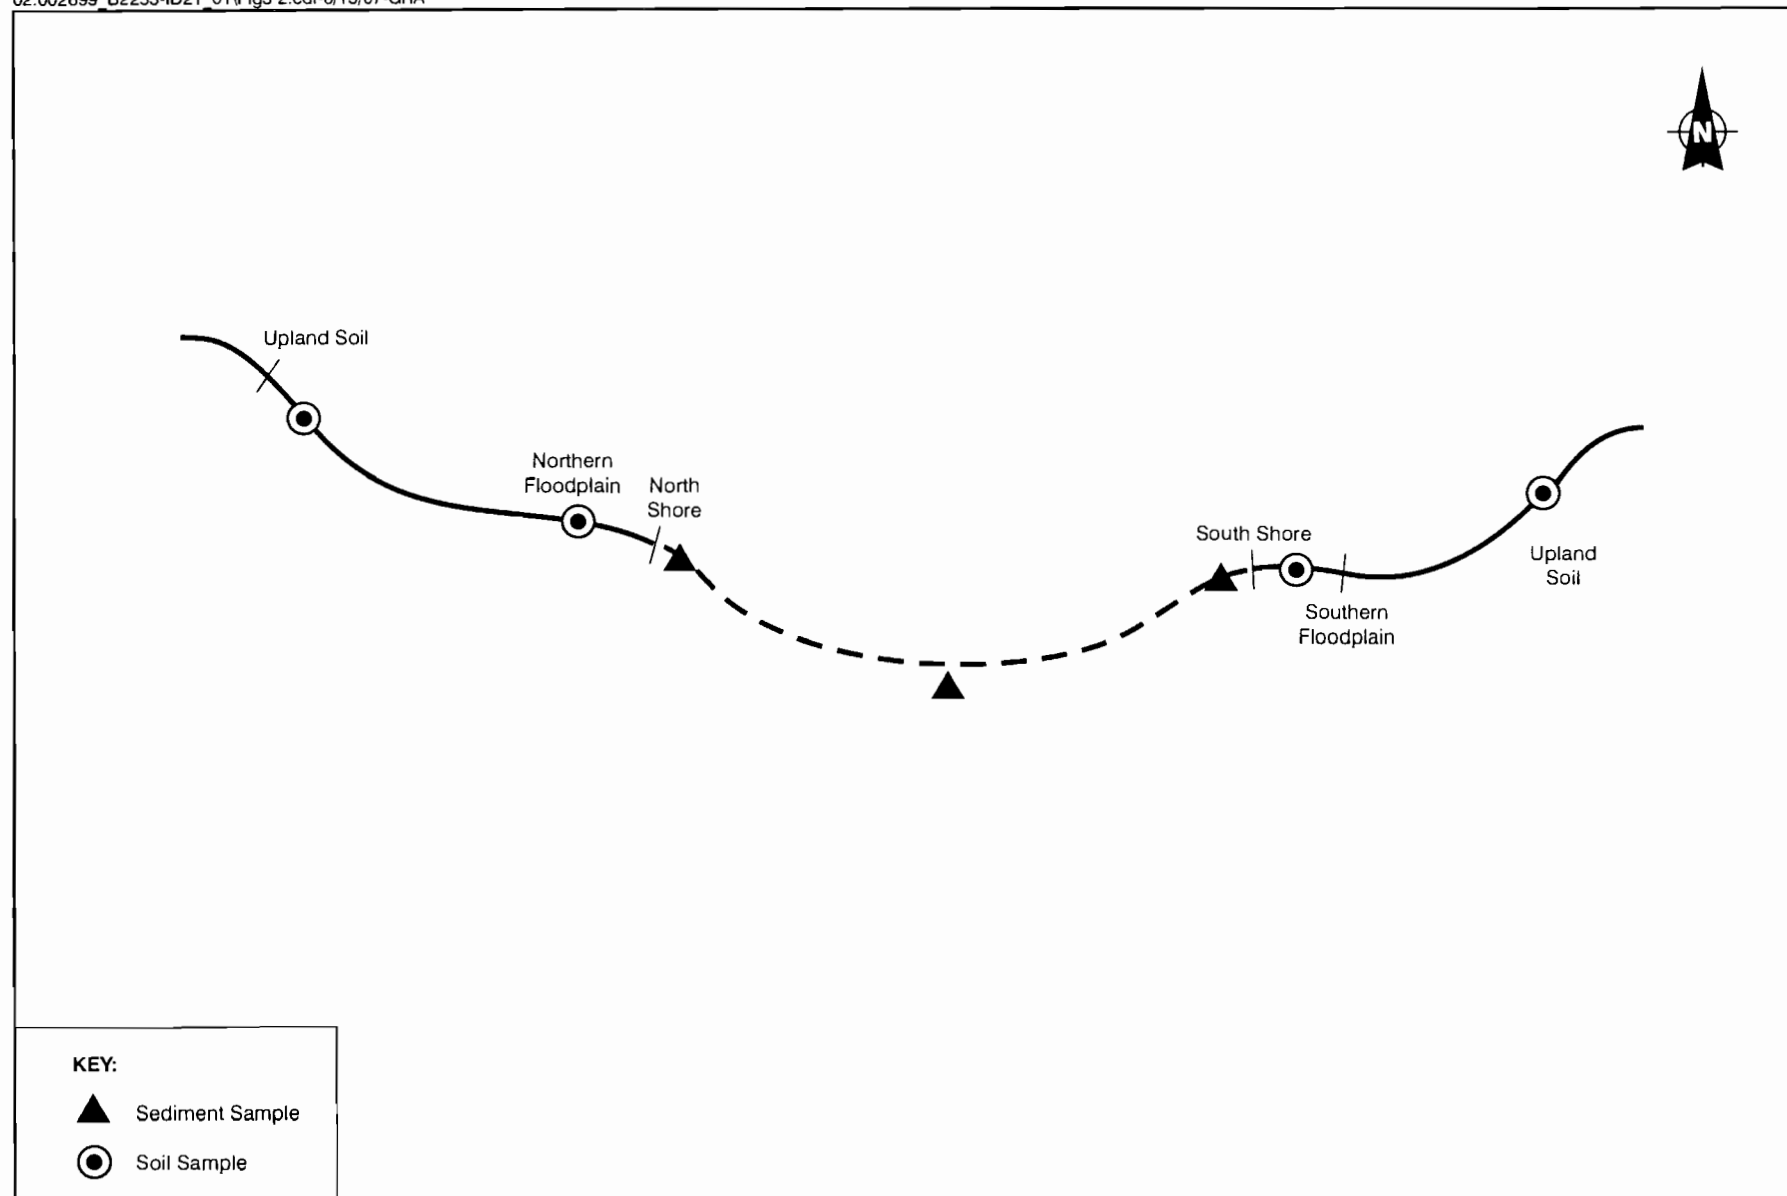 N
Upland Soil
Northern
Floodplain
North
Shore
South Shore
Upland
Soil
Southern
Floodplain
KEY:
Sediment Sample
Soil Sample